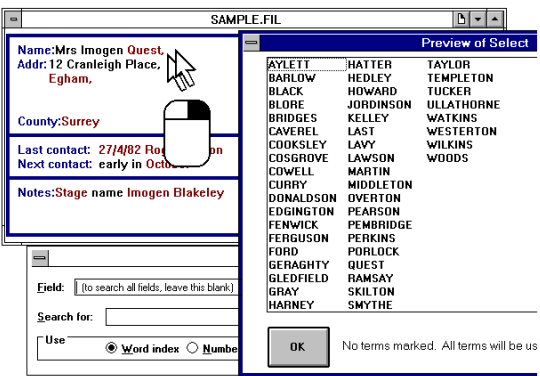 SAMPLE.FIL
Name:Mrs Imogen Quest,
Addr:12 Cranleigh Place,
Egham,
County:Surrey
Last contact: 27/4/82
Next contact: early in
Notes:Stage name Imogen Blakeley
Preview of Select
AYLETT HATTER TAYLOR
BARLOW HEDLEY TEMPLETON
BLACK HOWARD TUCKER
BLORE JORDINSON ULLATHORNE
BRIDGES KELLEY WATKINS
CAVEREL LAST WESTERTON
COOKSLEY LAVY WILKINS
COSGROVE LAWSON WOODS
COWELL MARTIN
CURRY MIDDLETON
DONALDSON OVERTON
EDGINGTON PEARSON
FENWICK PEMBRIDGE
FERGUSON PERKINS
FORD PORLOCK
GERAGHTY QUEST
GLEDFIELD RAMSAY
GRAY SKILTON
HARNEY SMYTHE
OK No terms marked. All terms will be us
Field: (to search all fields, leave this blank)
Search for:
Use
Word index Numbe